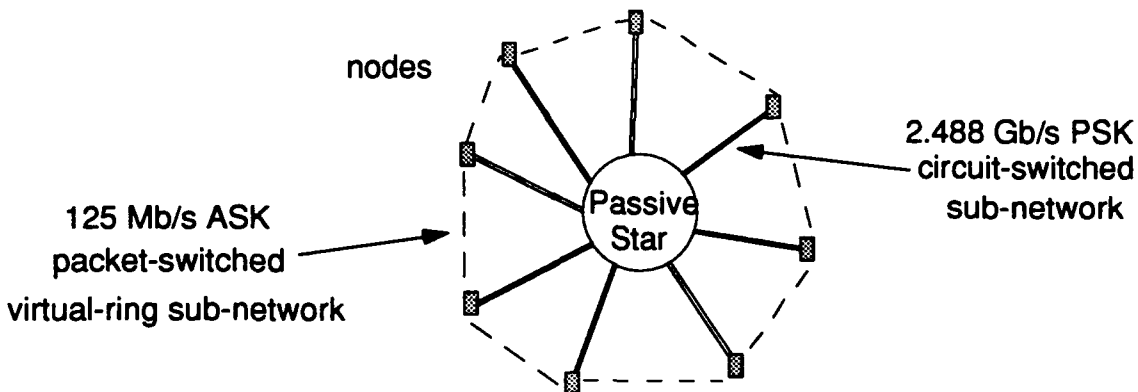 nodes
2.488 Gb/s PSK
circuit-switched
sub-network
Passive
Star
125 Mb/s ASK
packet-switched
virtual-ring sub-network